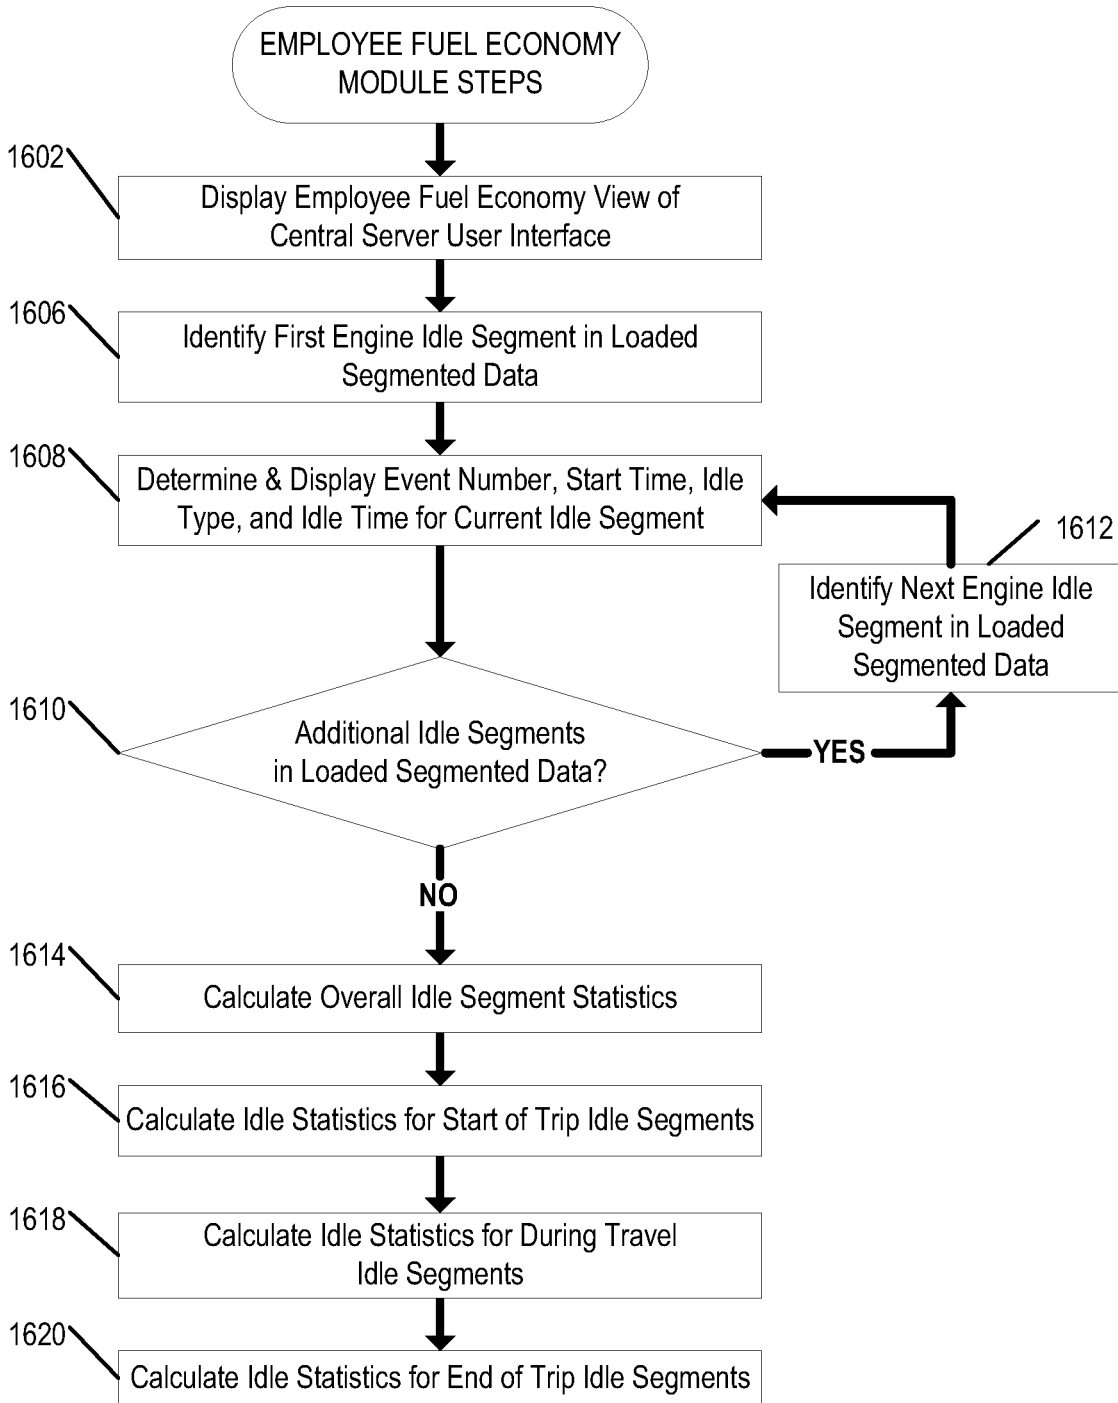 EMPLOYEE FUEL ECONOMY
MODULE STEPS
1602
Display Employee Fuel Economy View of
Central Server User Interface
1606
Identify First Engine Idle Segment in Loaded
Segmented Data
1608
Determine & Display Event Number, Start Time, Idle
Type, and Idle Time for Current Idle Segment
1612
Identify Next Engine Idle
Segment in Loaded
Segmented Data
1610
Additional Idle Segments
in Loaded Segmented Data?
YES
NO
1614
Calculate Overall Idle Segment Statistics
1616
Calculate Idle Statistics for Start of Trip Idle Segments
1618
Calculate Idle Statistics for During Travel
Idle Segments
1620
Calculate Idle Statistics for End of Trip Idle Segments